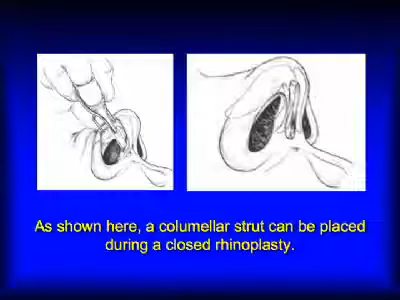 As shown here, a columellar strut can be placed
during a closed rhinoplasty.